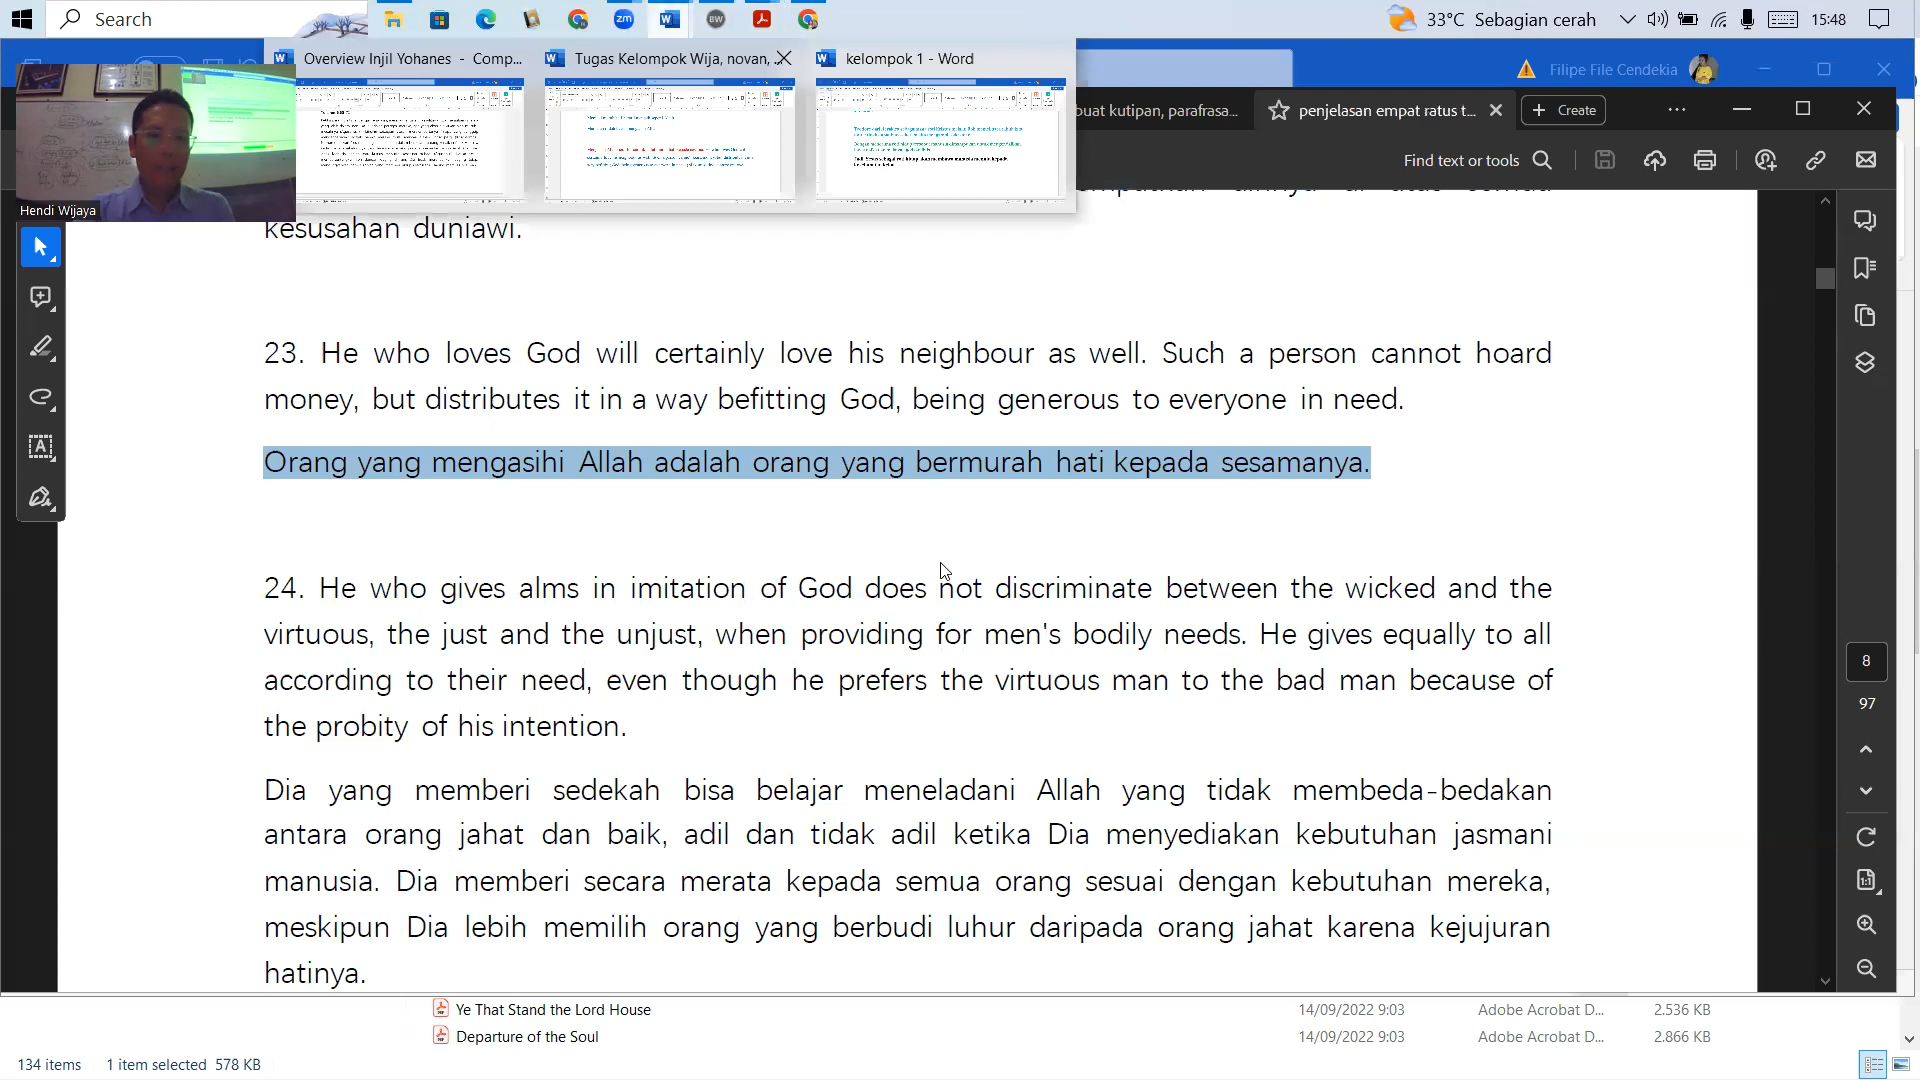 Search
33°C Sebagian cerah
15:48
Overview Injil Yohanes - Comp...
Tugas Kelompok Wija, novan, ...
kelompok 1 - Word
Filipe File Cendekia
buat kutipan, parafrasa...
penjelasan empat ratus t...
Create
Find text or tools
Hendi Wijaya
kesusahan duniawi.
23. He who loves God will certainly love his neighbour as well. Such a person cannot hoard
money, but distributes it in a way befitting God, being generous to everyone in need.
Orang yang mengasihi Allah adalah orang yang bermurah hati kepada sesamanya.
24. He who gives alms in imitation of God does not discriminate between the wicked and the
virtuous, the just and the unjust, when providing for men's bodily needs. He gives equally to all
according to their need, even though he prefers the virtuous man to the bad man because of
the probity of his intention.
Dia yang memberi sedekah bisa belajar meneladani Allah yang tidak membeda-bedakan
antara orang jahat dan baik, adil dan tidak adil ketika Dia menyediakan kebutuhan jasmani
manusia. Dia memberi secara merata kepada semua orang sesuai dengan kebutuhan mereka,
meskipun Dia lebih memilih orang yang berbudi luhur daripada orang jahat karena kejujuran
hatinya.
8
97
Ye That Stand the Lord House 14/09/2022 9:03 Adobe Acrobat D... 2.536 KB
Departure of the Soul 14/09/2022 9:03 Adobe Acrobat D... 2.866 KB
134 items 1 item selected 578 KB